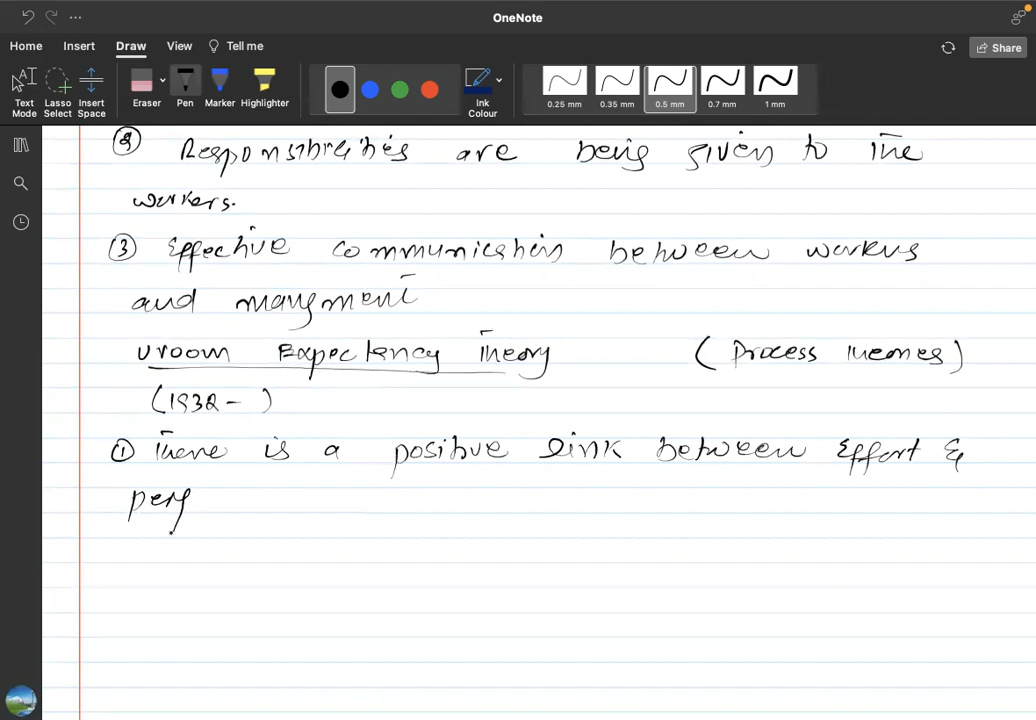 OneNote
Home Insert Draw View Tell me Share
Text Mode Lasso Select Insert Space Eraser Pen Marker Highlighter Ink Colour 0.25 mm 0.35 mm 0.5 mm 0.7 mm 1 mm
② Responsibilities are being given to the
workers.
③ Effective communication between workers
and mangment
Vroom Expectency Theory (Process Theories)
(1932- )
① There is a positive link between Effort &
perf